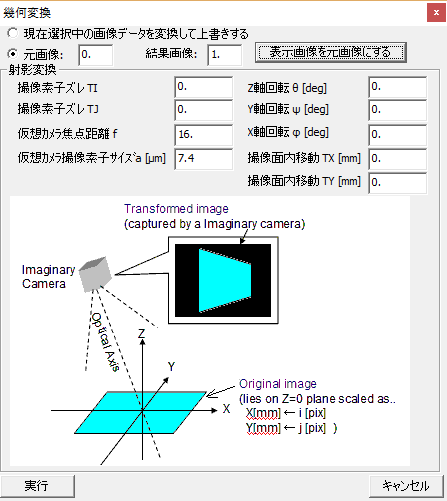 幾何変換
現在選択中の画像データを変換して上書きする
元画像: 0. 結果画像: 1. 表示画像を元画像にする
射影変換
撮像素子ズレ TI 0. Z軸回転 θ [deg] 0.
撮像素子ズレ TJ 0. Y軸回転 ψ [deg] 0.
仮想カメラ焦点距離 f 16. X軸回転 φ [deg] 0.
仮想カメラ撮像素子サイズa [μm] 7.4 撮像面内移動 TX [mm] 0.
撮像面内移動 TY [mm] 0.
Transformed image
(captured by a Imaginary camera)
Imaginary
Camera
Optical Axis
Z
Y
X
Original image
(lies on Z=0 plane scaled as..
X[mm] ← i [pix]
Y[mm] ← j [pix] )
実行 キャンセル